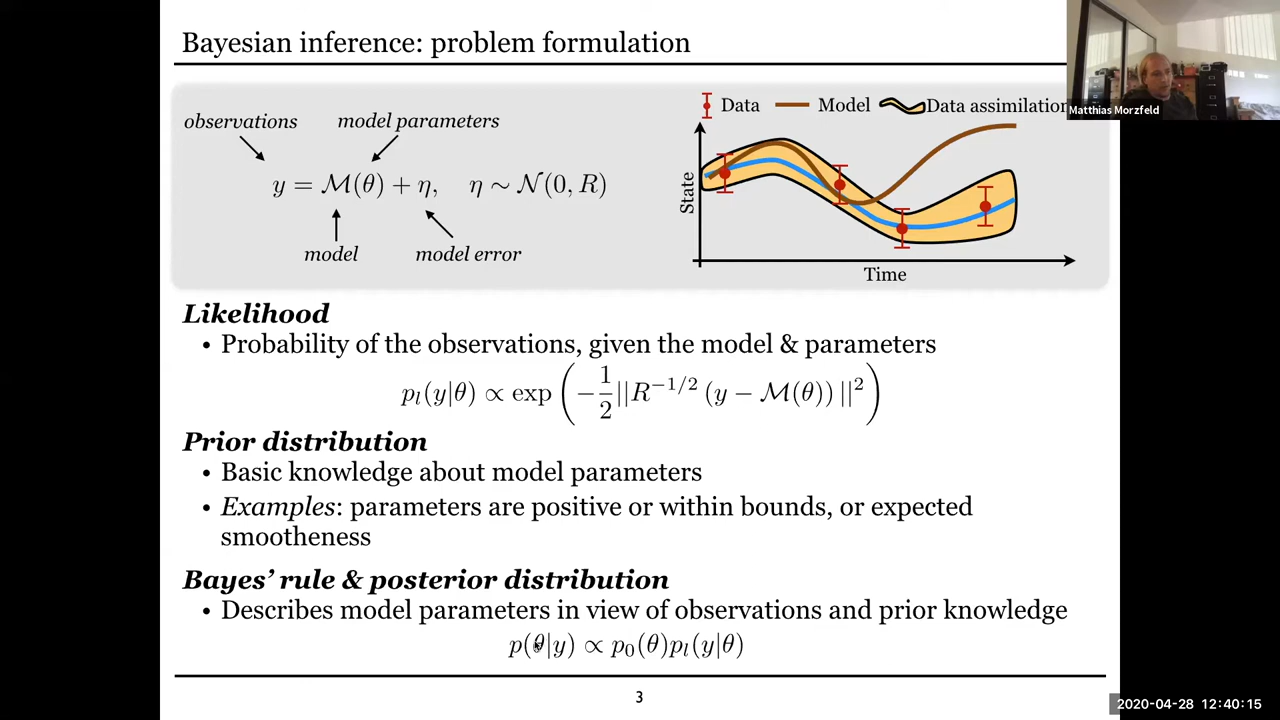 Bayesian inference: problem formulation
observations
model parameters
y = M(θ) + η, η ∼ N(0, R)
model
model error
Data
Model
Data assimilation
State
Time
Matthias Morzfeld
Likelihood
• Probability of the observations, given the model & parameters
p_l(y|θ) ∝ exp(−1/2||R^{−1/2} (y − M(θ))||²)
Prior distribution
• Basic knowledge about model parameters
• Examples: parameters are positive or within bounds, or expected
smootheness
Bayes’ rule & posterior distribution
• Describes model parameters in view of observations and prior knowledge
p(θ|y) ∝ p₀(θ)p_l(y|θ)
3
2020-04-28 12:40:15